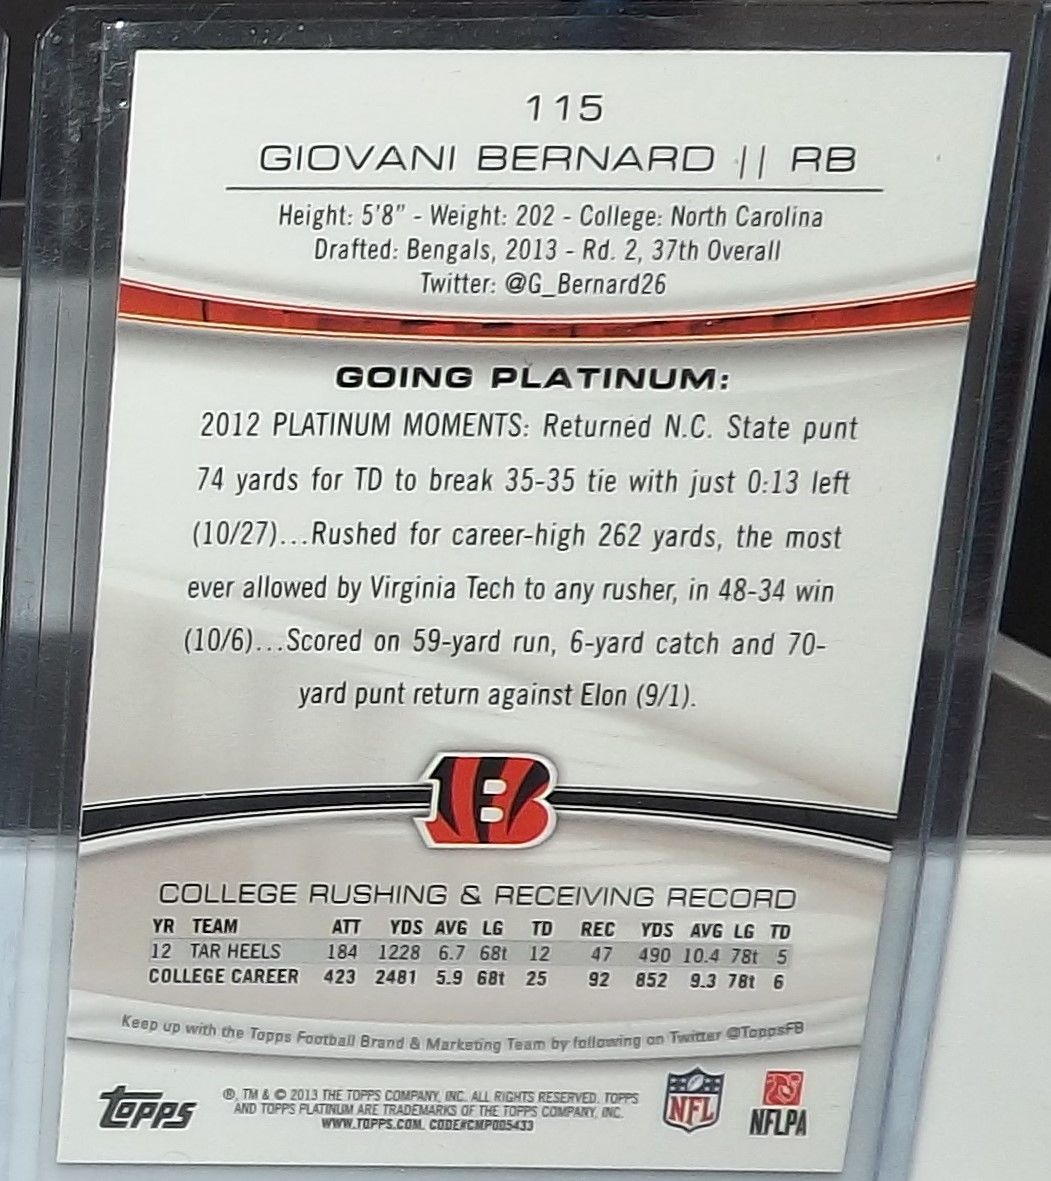 115
GIOVANI BERNARD || RB
Height: 5'8" - Weight: 202 - College: North Carolina
Drafted: Bengals, 2013 - Rd. 2, 37th Overall
Twitter: @G_Bernard26
GOING PLATINUM:
2012 PLATINUM MOMENTS: Returned N.C. State punt
74 yards for TD to break 35-35 tie with just 0:13 left
(10/27)...Rushed for career-high 262 yards, the most
ever allowed by Virginia Tech to any rusher, in 48-34 win
(10/6)...Scored on 59-yard run, 6-yard catch and 70-
yard punt return against Elon (9/1).
B
COLLEGE RUSHING & RECEIVING RECORD
YR TEAM ATT YDS AVG LG TD REC YDS AVG LG TD
12 TAR HEELS 184 1228 6.7 68t 12 47 490 10.4 78t 5
COLLEGE CAREER 423 2481 5.9 68t 25 92 852 9.3 78t 6
Keep up with the Topps Football Brand & Marketing Team by following on Twitter @ToppsFB
topps
®, TM & © 2013 THE TOPPS COMPANY, INC. ALL RIGHTS RESERVED. TOPPS
AND TOPPS PLATINUM ARE TRADEMARKS OF THE TOPPS COMPANY, INC.
WWW.TOPPS.COM. CODE#CMP005433
NFL
NFLPA